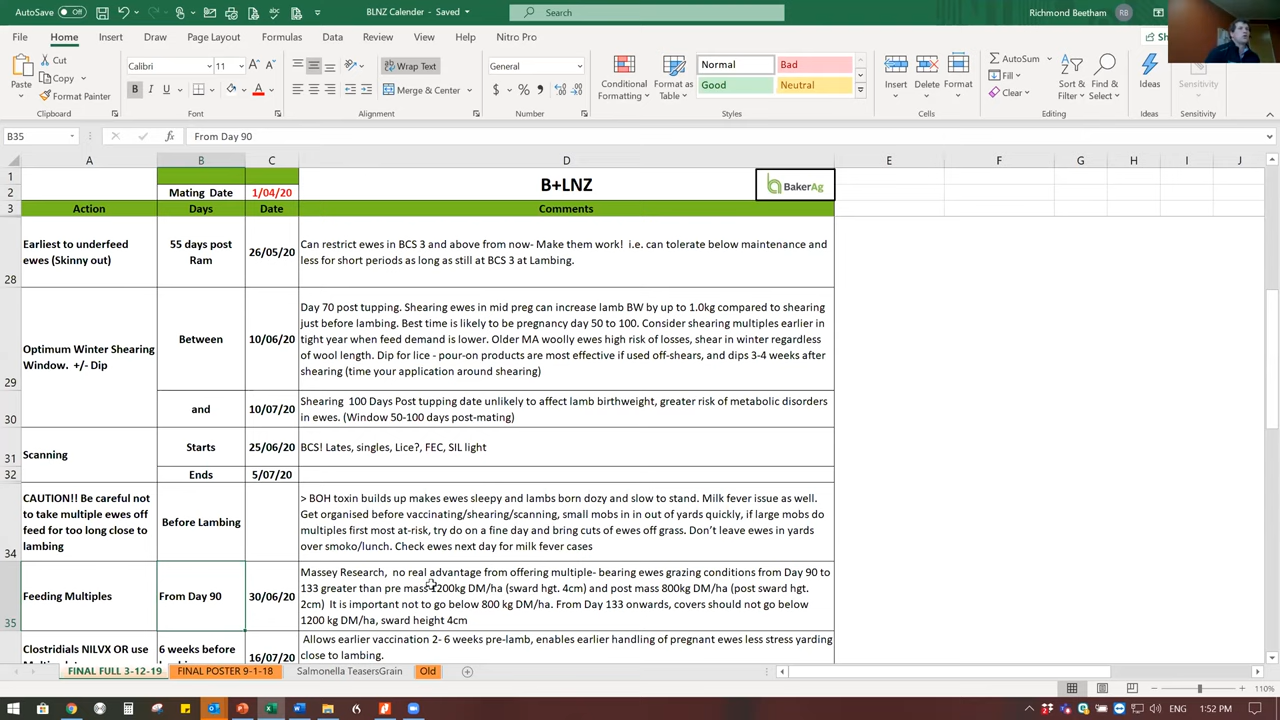 AutoSave Off BLNZ Calender - Saved Search Richmond Beetham RB
File Home Insert Draw Page Layout Formulas Data Review View Help Nitro Pro Sh
Cut Calibri 11 Wrap Text General Normal Bad AutoSum
Copy Fill
Paste Format Painter B I U Merge & Center $ % Conditional Formatting Format as Table Good Neutral Insert Delete Format Clear Sort & Filter Find & Select Ideas Sensitivity
Clipboard Font Alignment Number Styles Cells Editing Ideas Sensitivity
B35 fx From Day 90
A B C D E F G H I J
1
2 Mating Date 1/04/20 B+LNZ BakerAg
3 Action Days Date Comments
Earliest to underfeed ewes (Skinny out)
55 days post Ram
26/05/20
Can restrict ewes in BCS 3 and above from now- Make them work! i.e. can tolerate below maintenance and
less for short periods as long as still at BCS 3 at Lambing.
28
Optimum Winter Shearing
Window. +/- Dip
Between
10/06/20
Day 70 post tupping. Shearing ewes in mid preg can increase lamb BW by up to 1.0kg compared to shearing
just before lambing. Best time is likely to be pregnancy day 50 to 100. Consider shearing multiples earlier in
tight year when feed demand is lower. Older MA woolly ewes high risk of losses, shear in winter regardless
of wool length. Dip for lice - pour-on products are most effective if used off-shears, and dips 3-4 weeks after
shearing (time your application around shearing)
29
and
10/07/20
Shearing 100 Days Post tupping date unlikely to affect lamb birthweight, greater risk of metabolic disorders
in ewes. (Window 50-100 days post-mating)
30
Scanning
Starts
25/06/20
BCS! Lates, singles, Lice?, FEC, SIL light
31
32 Ends 5/07/20
CAUTION!! Be careful not
to take multiple ewes off
feed for too long close to
lambing
Before Lambing
> BOH toxin builds up makes ewes sleepy and lambs born dozy and slow to stand. Milk fever issue as well.
Get organised before vaccinating/shearing/scanning, small mobs in in out of yards quickly, if large mobs do
multiples first most at-risk, try do on a fine day and bring cuts of ewes off grass. Don't leave ewes in yards
over smoko/lunch. Check ewes next day for milk fever cases
34
Feeding Multiples
From Day 90
30/06/20
Massey Research, no real advantage from offering multiple- bearing ewes grazing conditions from Day 90 to
133 greater than pre mass 1200kg DM/ha (sward hgt. 4cm) and post mass 800kg DM/ha (post sward hgt.
2cm) It is important not to go below 800 kg DM/ha. From Day 133 onwards, covers should not go below
1200 kg DM/ha, sward height 4cm
35
Clostridials NILVX OR use
6 weeks before
16/07/20
Allows earlier vaccination 2- 6 weeks pre-lamb, enables earlier handling of pregnant ewes less stress yarding
close to lambing.
FINAL FULL 3-12-19 FINAL POSTER 9-1-18 Salmonella TeasersGrain Old
110%
ENG 1:52 PM